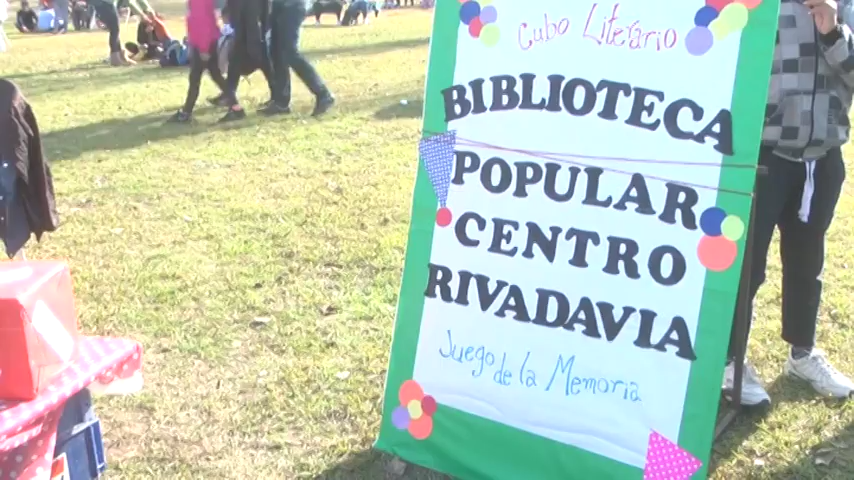 Cubo Literario
BIBLIOTECA
POPULAR
CENTRO
RIVADAVIA
Juego de la Memoria